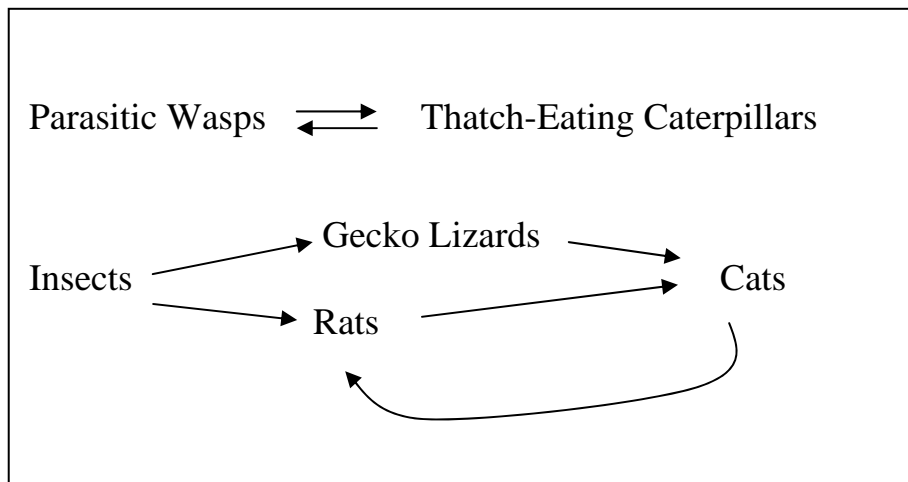 Parasitic Wasps Thatch-Eating Caterpillars
Gecko Lizards
Insects Cats
Rats